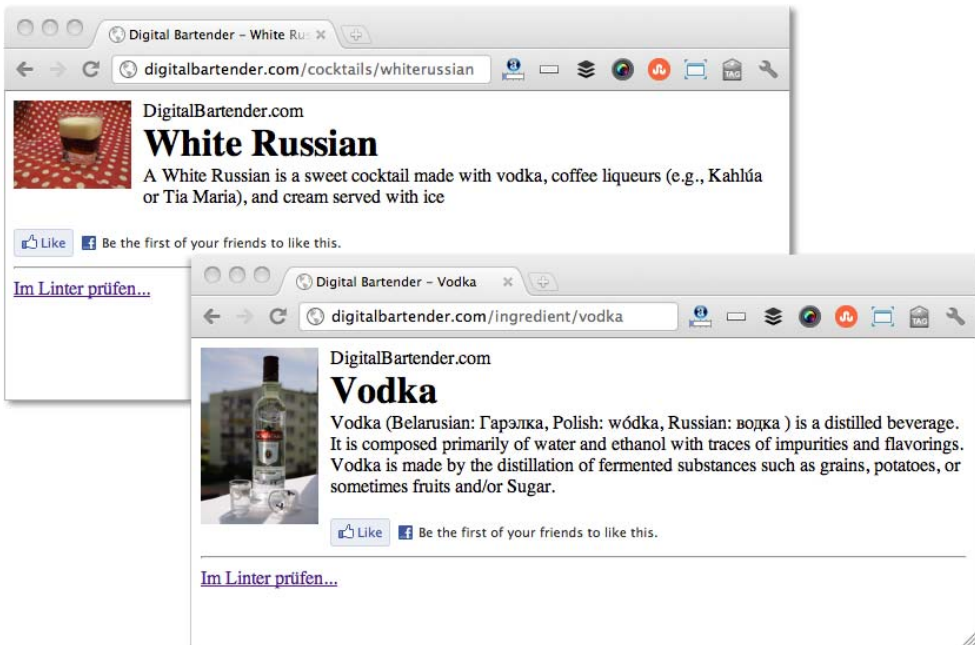 Digital Bartender – White Ru
digitalbartender.com/cocktails/whiterussian
TAG
DigitalBartender.com
White Russian
A White Russian is a sweet cocktail made with vodka, coffee liqueurs (e.g., Kahlúa
or Tia Maria), and cream served with ice
Like
Be the first of your friends to like this.
Im Linter prüfen...
Digital Bartender – Vodka
digitalbartender.com/ingredient/vodka
TAG
DigitalBartender.com
Vodka
Vodka (Belarusian: Гарэлка, Polish: wódka, Russian: водка ) is a distilled beverage.
It is composed primarily of water and ethanol with traces of impurities and flavorings.
Vodka is made by the distillation of fermented substances such as grains, potatoes, or
sometimes fruits and/or Sugar.
Like
Be the first of your friends to like this.
Im Linter prüfen...